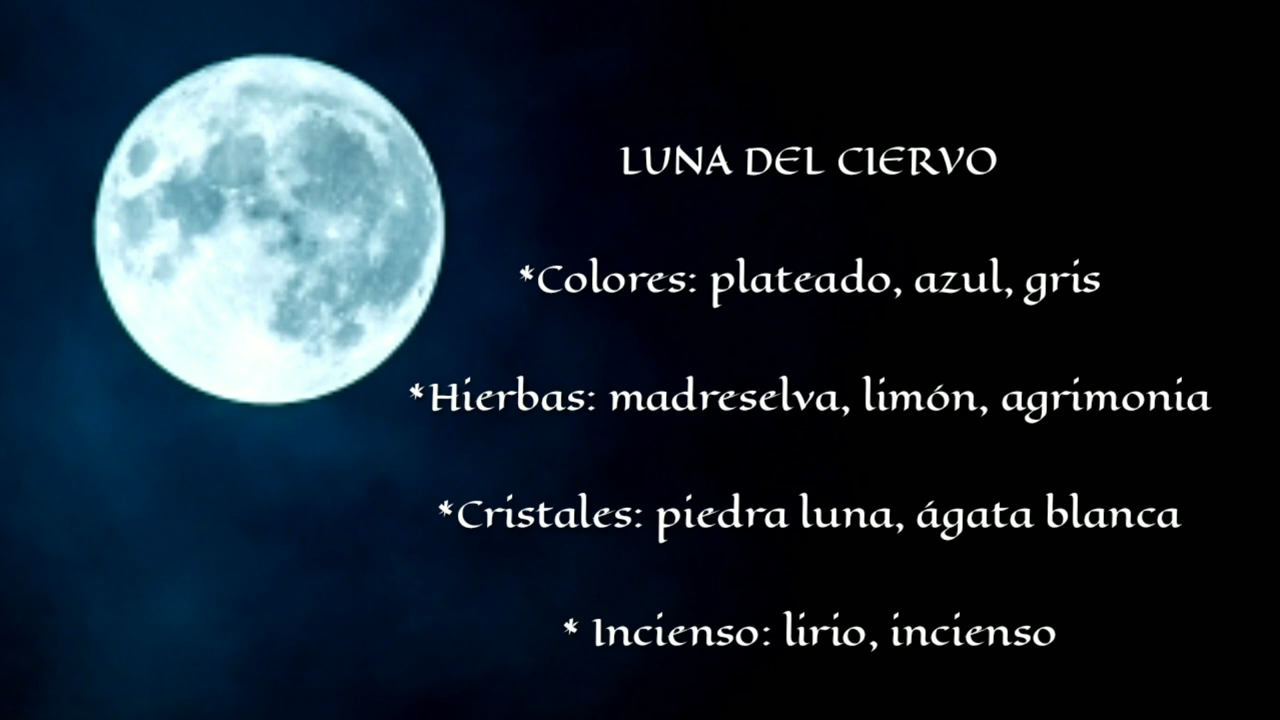 LUNA DEL CIERVO
*Colores: plateado, azul, gris
*Hierbas: madreselva, limón, agrimonia
*Cristales: piedra luna, ágata blanca
* Incienso: lirio, incienso